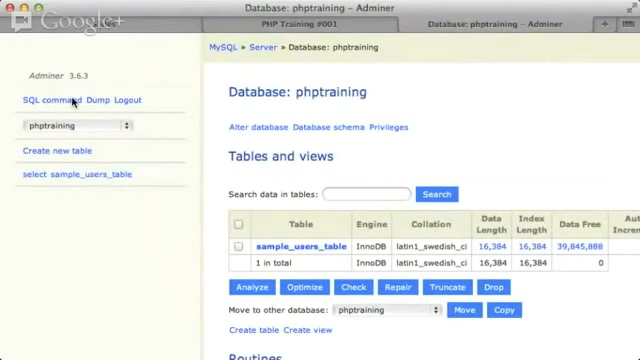 Database: phptraining – Adminer
Google+
PHP Training #001
Database: phptraining – Adminer
MySQL » Server » Database: phptraining
Adminer 3.6.3
Database: phptraining
SQL command Dump Logout
phptraining
Alter database Database schema Privileges
Create new table
Tables and views
select sample_users_table
Search data in tables:
Search
Table Engine Collation Data Length Index Length Data Free Au Increm
sample_users_table InnoDB latin1_swedish_ci 16,384 16,384 39,845,888
1 in total InnoDB latin1_swedish_ci 16,384 16,384 0
Analyze Optimize Check Repair Truncate Drop
Move to other database: phptraining Move Copy
Create table Create view
Routines